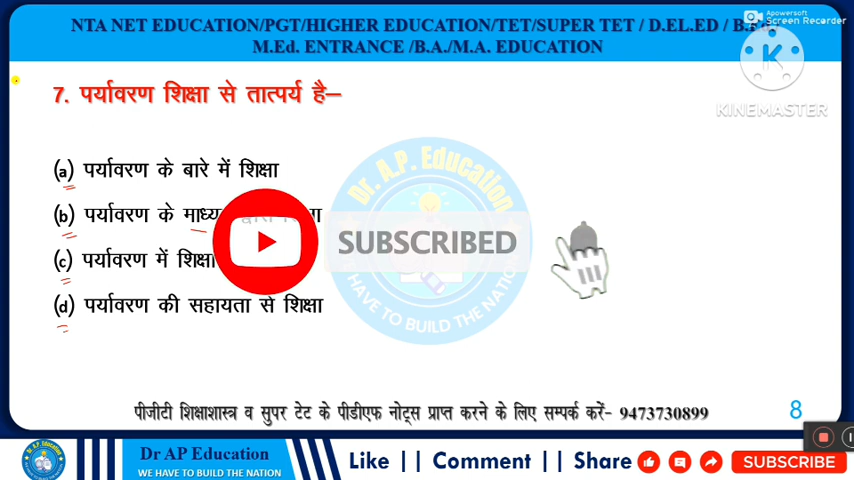 NTA NET EDUCATION/PGT/HIGHER EDUCATION/TET/SUPER TET / D.EL.ED / B.Ed.
M.Ed. ENTRANCE /B.A./M.A. EDUCATION
Apowersoft
Screen Recorder
KINEMASTER
7. पर्यावरण शिक्षा से तात्पर्य है–
(a) पर्यावरण के बारे में शिक्षा
(b) पर्यावरण के
(c) पर्यावरण में शिक्षा
(d) पर्यावरण की सहायता से शिक्षा
Dr. A.P. Education
SUBSCRIBED
HAVE TO BUILD THE NATION
पीजीटी शिक्षाशास्त्र व सुपर टेट के पीडीएफ नोट्स प्राप्त करने के लिए सम्पर्क करें- 9473730899
8
Dr AP Education
WE HAVE TO BUILD THE NATION
Like || Comment || Share
SUBSCRIBE